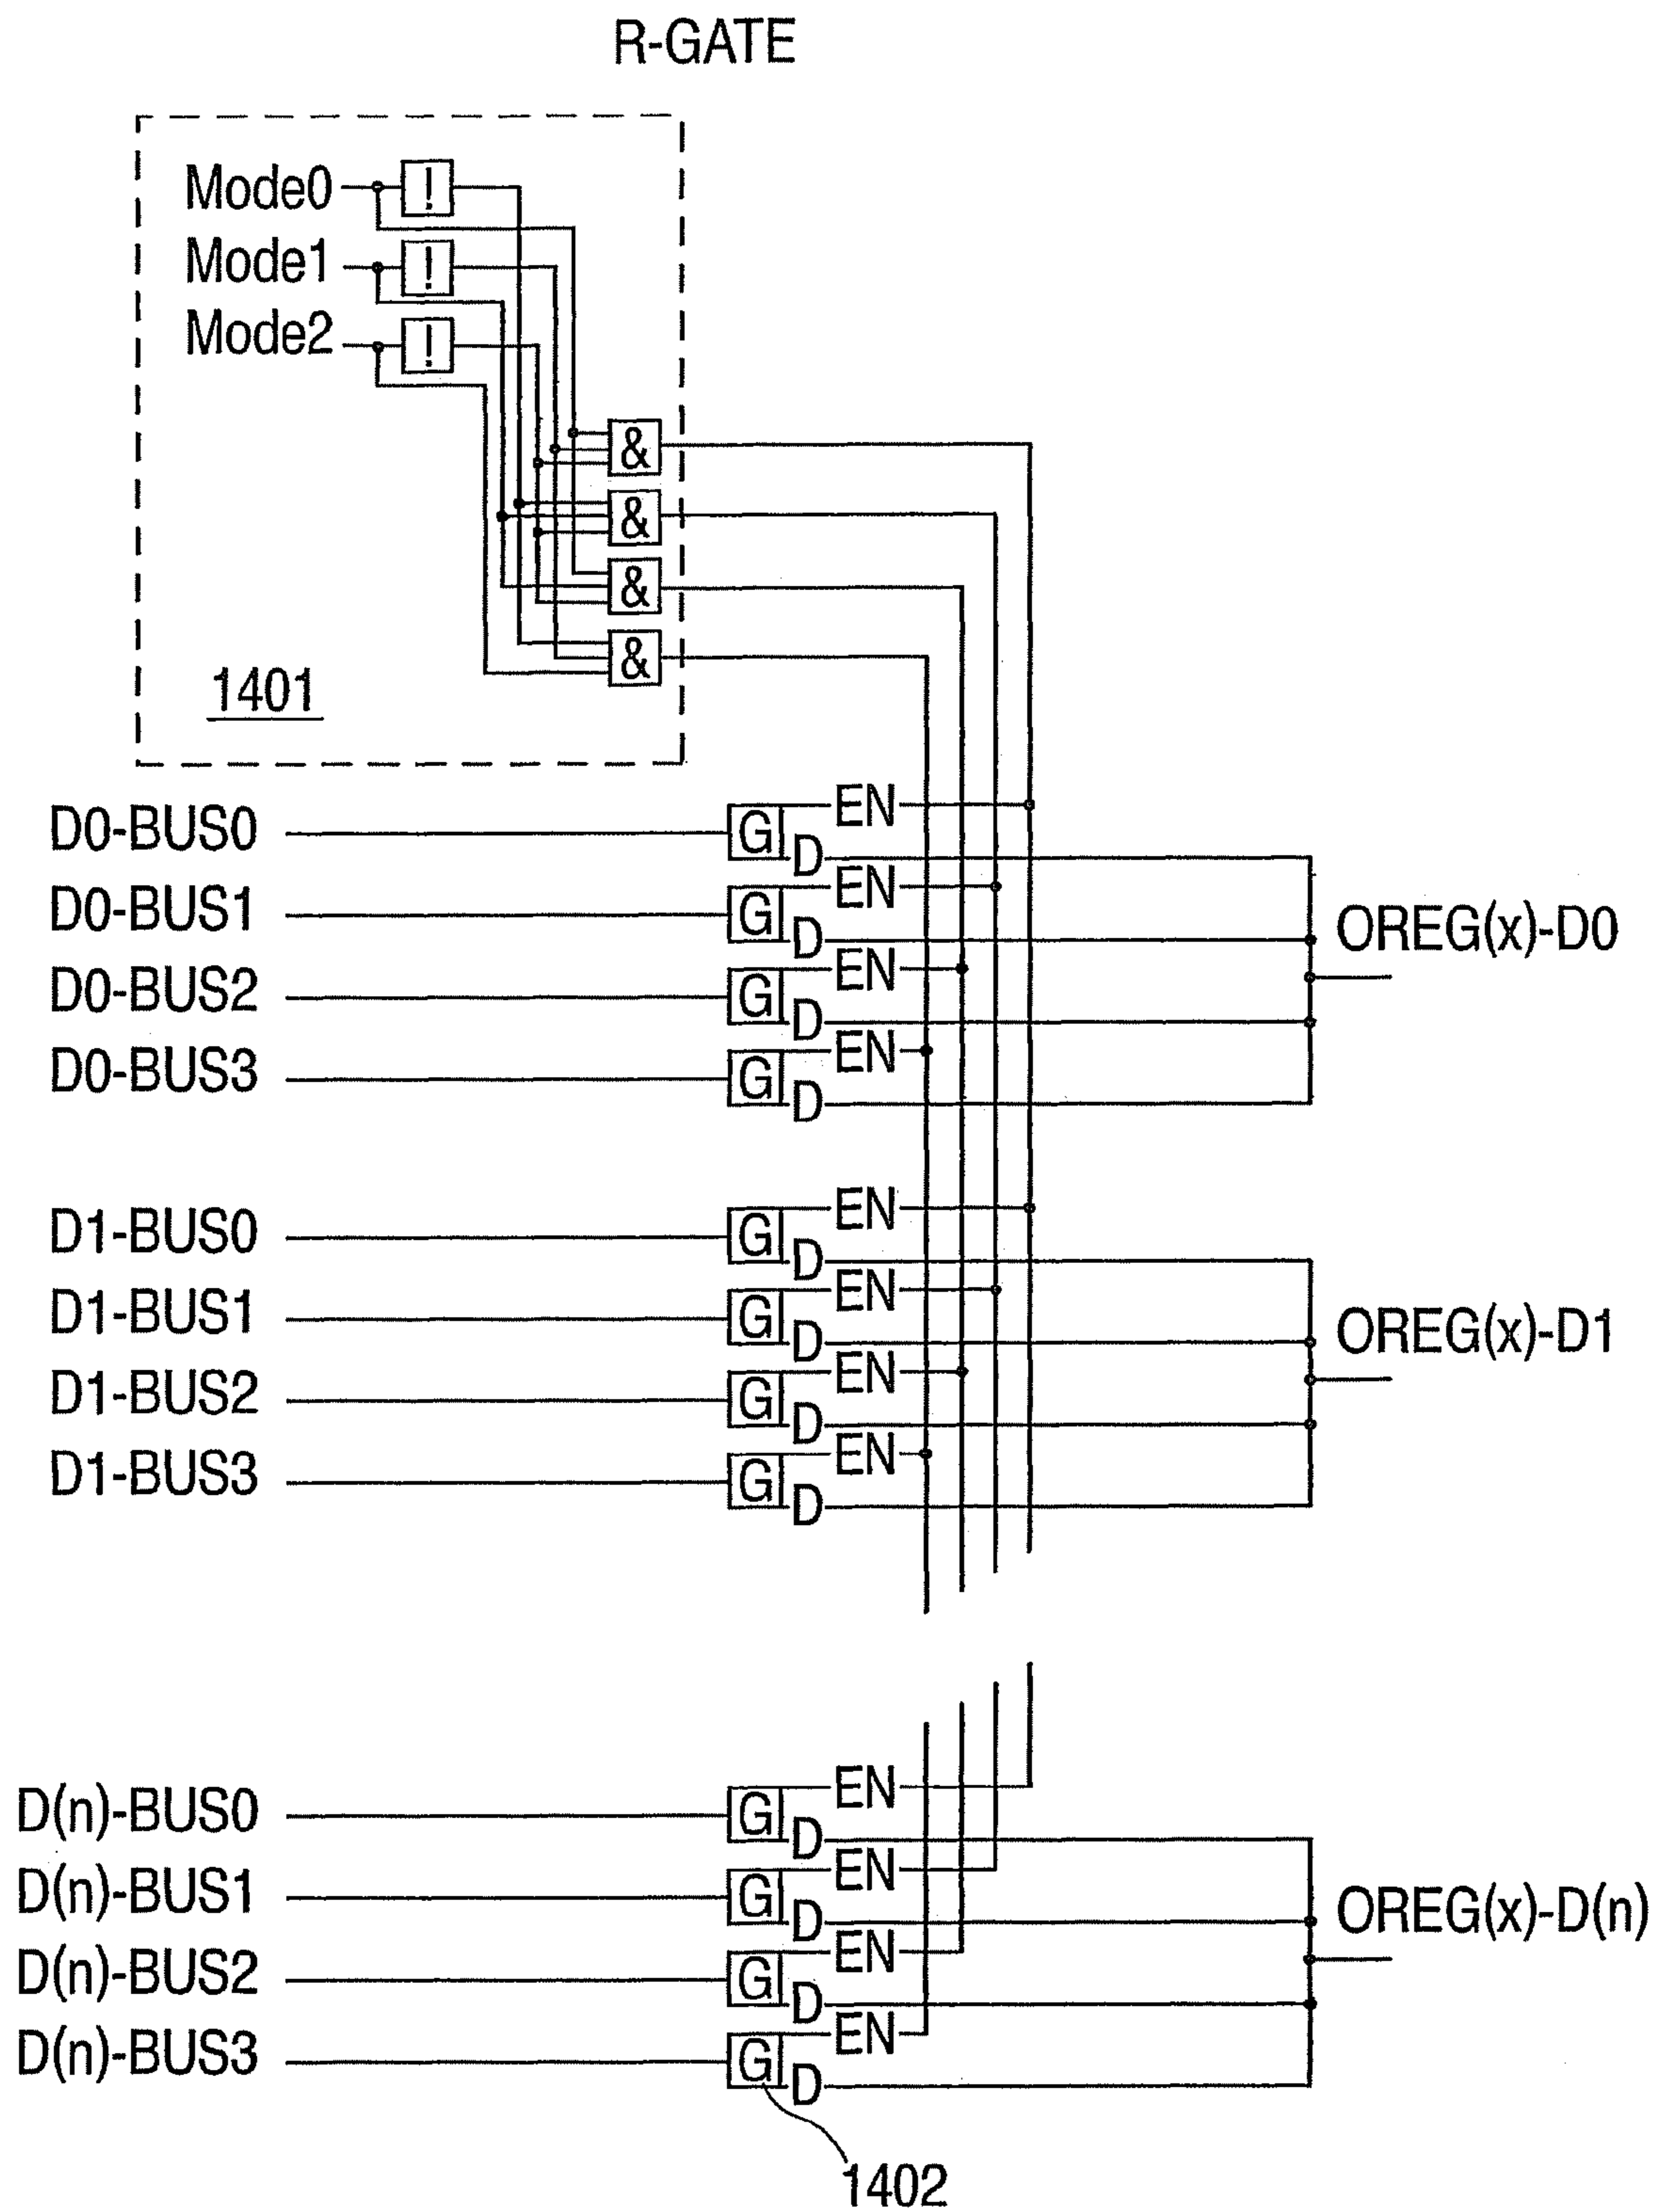 R-GATE
Mode0 !
Mode1 !
Mode2 !
&
&
&
&
1401
D0-BUS0 G EN D
D0-BUS1 G EN D
OREG(x)-D0
D0-BUS2 G EN D
D0-BUS3 G EN D
D1-BUS0 G EN D
D1-BUS1 G EN D
OREG(x)-D1
D1-BUS2 G EN D
D1-BUS3 G EN D
D(n)-BUS0 G EN D
D(n)-BUS1 G EN D
OREG(x)-D(n)
D(n)-BUS2 G EN D
D(n)-BUS3 G EN D
1402